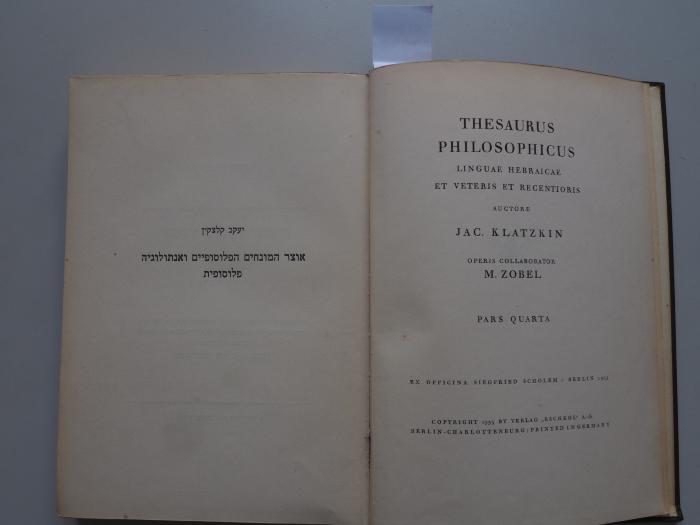 יעקב קלצקין
אוצר המונחים הפלוסופיים ואנתולוגיה
פלוסופית
THESAURUS
PHILOSOPHICUS
LINGUAE HEBRAICAE
ET VETERIS ET RECENTIORIS
AUCTORE
JAC. KLATZKIN
OPERIS COLLABORATOR
M. ZOBEL
PARS QUARTA
EX OFFICINA SIEGFRIED SCHOLEM / BERLIN
COPYRIGHT 1933 BY VERLAG „ESCHKOL“ A.-G.
BERLIN-CHARLOTTENBURG / PRINTED IN GERMANY